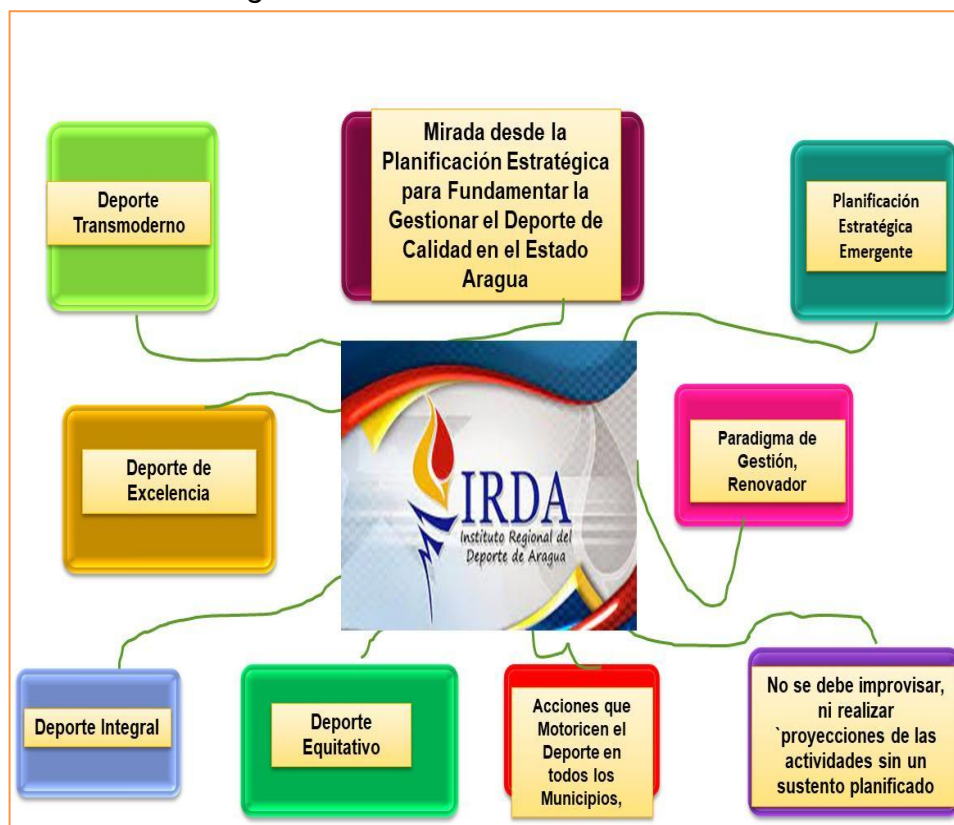 Mirada desde la
Planificación Estratégica
para Fundamentar la
Gestionar el Deporte de
Calidad en el Estado
Aragua
Deporte
Transmoderno
Planificación
Estratégica
Emergente
Deporte de
Excelencia
IRDA
Instituto Regional del
Deporte de Aragua
Paradigma de
Gestión,
Renovador
Deporte Integral
Deporte
Equitativo
Acciones que
Motoricen el
Deporte en
todos los
Municipios,
No se debe improvisar,
ni realizar
`proyecciones de las
actividades sin un
sustento planificado